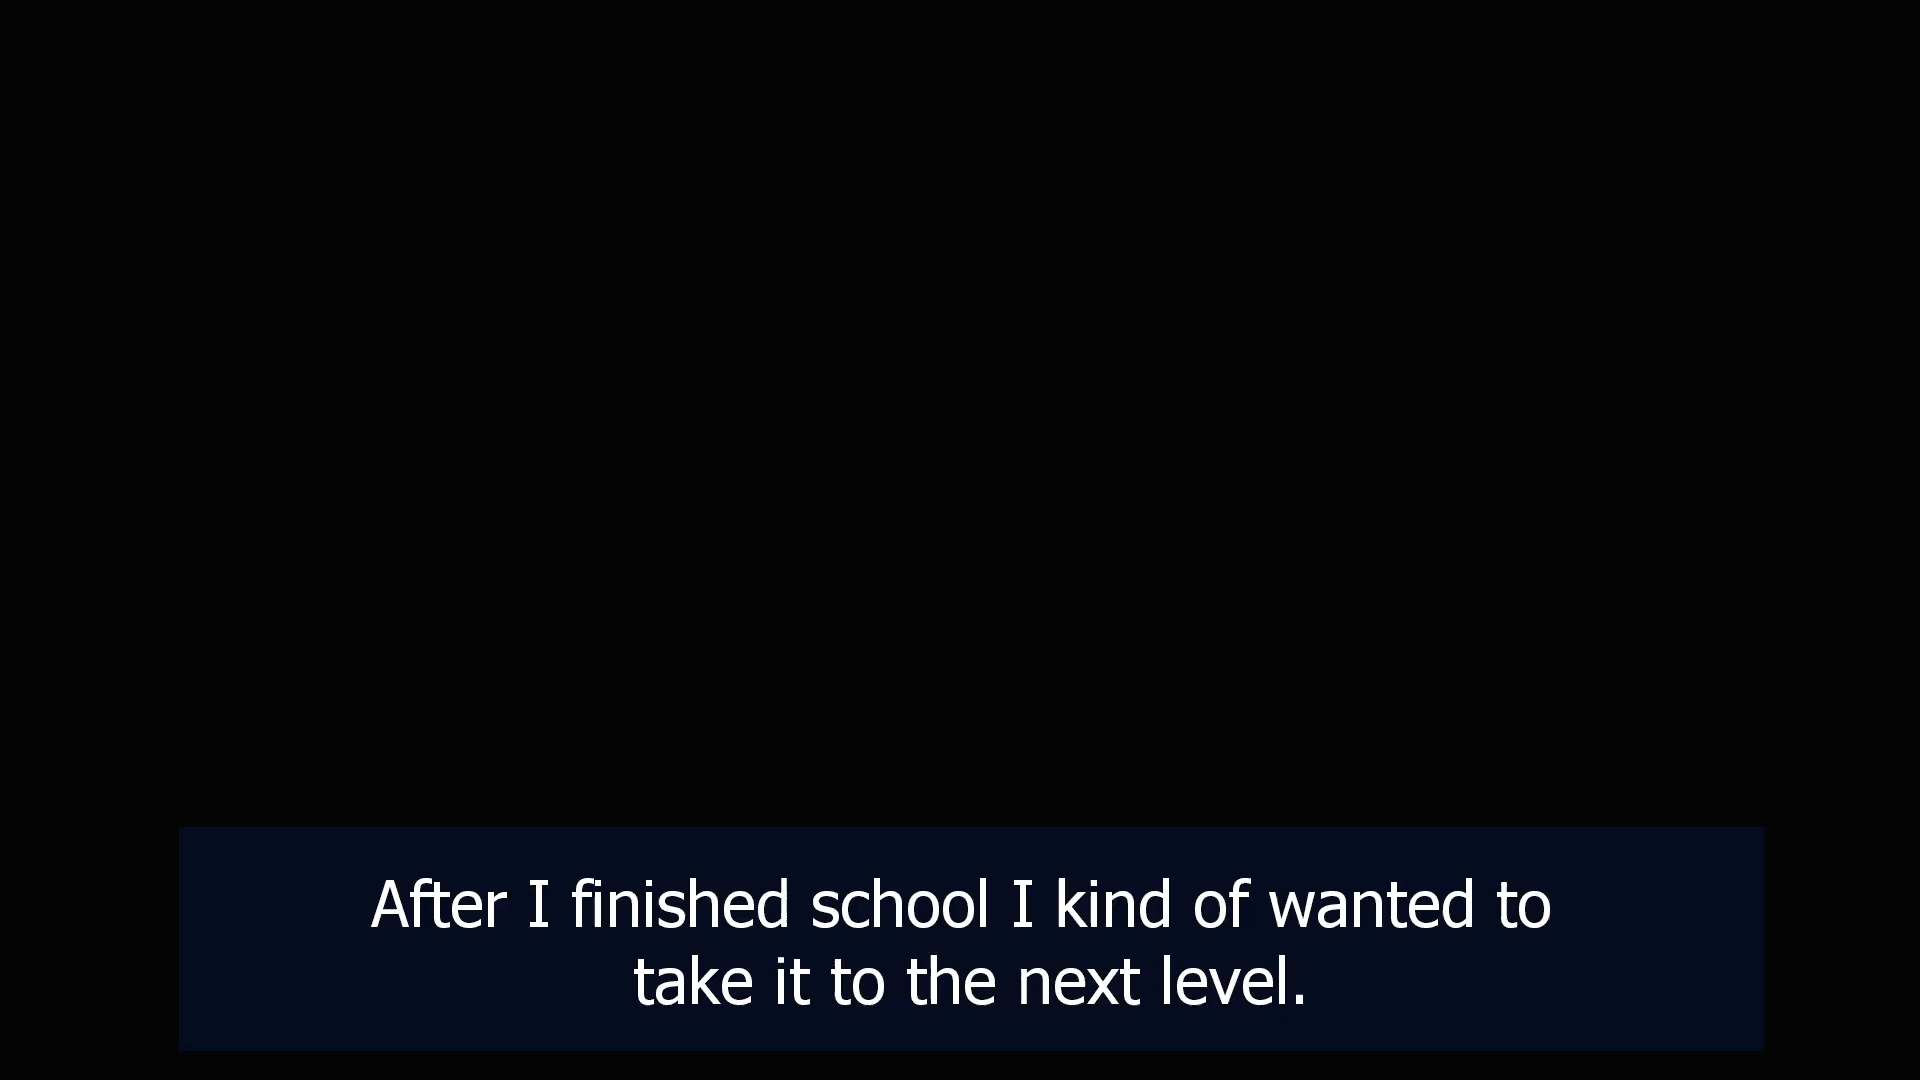 After I finished school I kind of wanted to
take it to the next level.